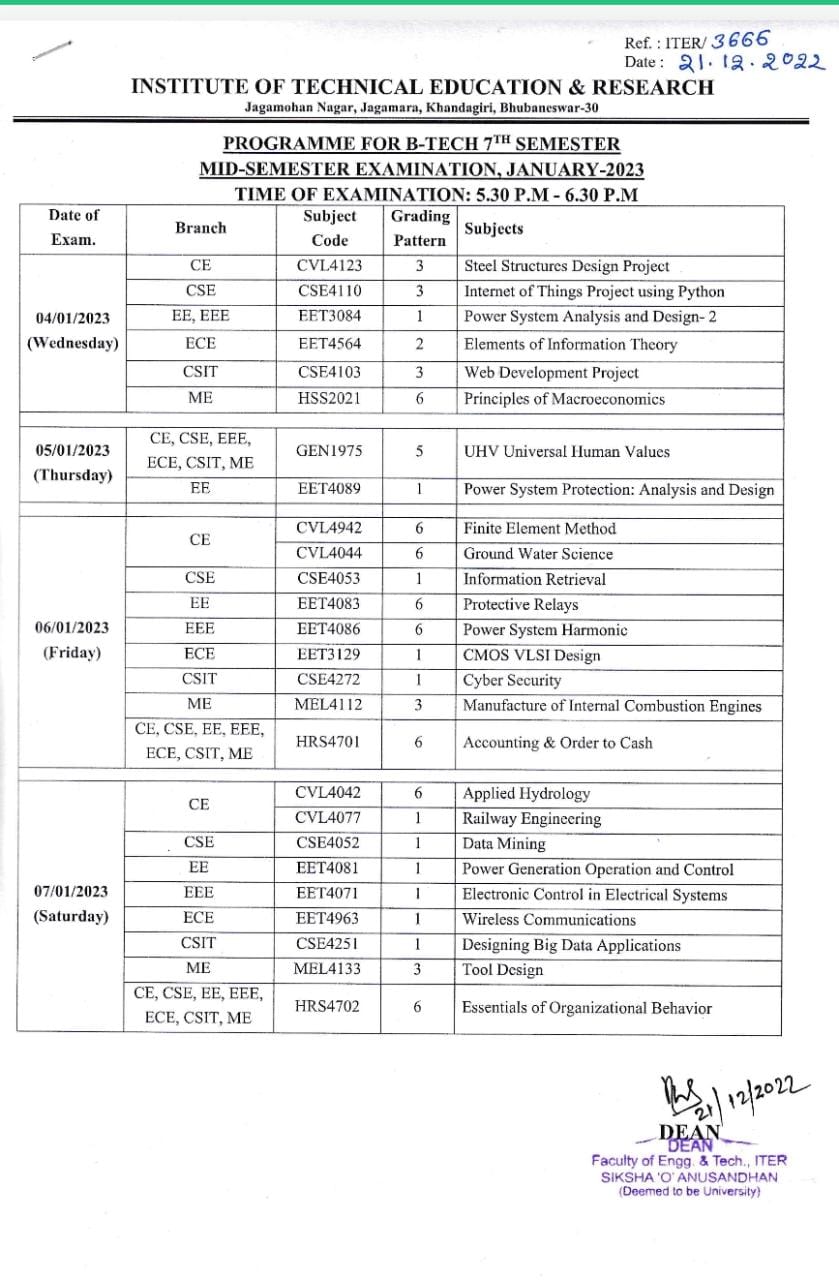 Ref. : ITER/ 3666
Date : 21.12.2022
INSTITUTE OF TECHNICAL EDUCATION & RESEARCH
Jagamohan Nagar, Jagamara, Khandagiri, Bhubaneswar-30
PROGRAMME FOR B-TECH 7TH SEMESTER
MID-SEMESTER EXAMINATION, JANUARY-2023
TIME OF EXAMINATION: 5.30 P.M - 6.30 P.M
Date of Exam. Branch Subject Code Grading Pattern Subjects
04/01/2023 (Wednesday)
CE CVL4123 3 Steel Structures Design Project
CSE CSE4110 3 Internet of Things Project using Python
EE, EEE EET3084 1 Power System Analysis and Design- 2
ECE EET4564 2 Elements of Information Theory
CSIT CSE4103 3 Web Development Project
ME HSS2021 6 Principles of Macroeconomics
05/01/2023 (Thursday)
CE, CSE, EEE, ECE, CSIT, ME GEN1975 5 UHV Universal Human Values
EE EET4089 1 Power System Protection: Analysis and Design
06/01/2023 (Friday)
CE CVL4942 6 Finite Element Method
CVL4044 6 Ground Water Science
CSE CSE4053 1 Information Retrieval
EE EET4083 6 Protective Relays
EEE EET4086 6 Power System Harmonic
ECE EET3129 1 CMOS VLSI Design
CSIT CSE4272 1 Cyber Security
ME MEL4112 3 Manufacture of Internal Combustion Engines
CE, CSE, EE, EEE, ECE, CSIT, ME HRS4701 6 Accounting & Order to Cash
07/01/2023 (Saturday)
CE CVL4042 6 Applied Hydrology
CVL4077 1 Railway Engineering
CSE CSE4052 1 Data Mining
EE EET4081 1 Power Generation Operation and Control
EEE EET4071 1 Electronic Control in Electrical Systems
ECE EET4963 1 Wireless Communications
CSIT CSE4251 1 Designing Big Data Applications
ME MEL4133 3 Tool Design
CE, CSE, EE, EEE, ECE, CSIT, ME HRS4702 6 Essentials of Organizational Behavior
21/12/2022
DEAN
DEAN
Faculty of Engg. & Tech., ITER
SIKSHA 'O' ANUSANDHAN
(Deemed to be University)